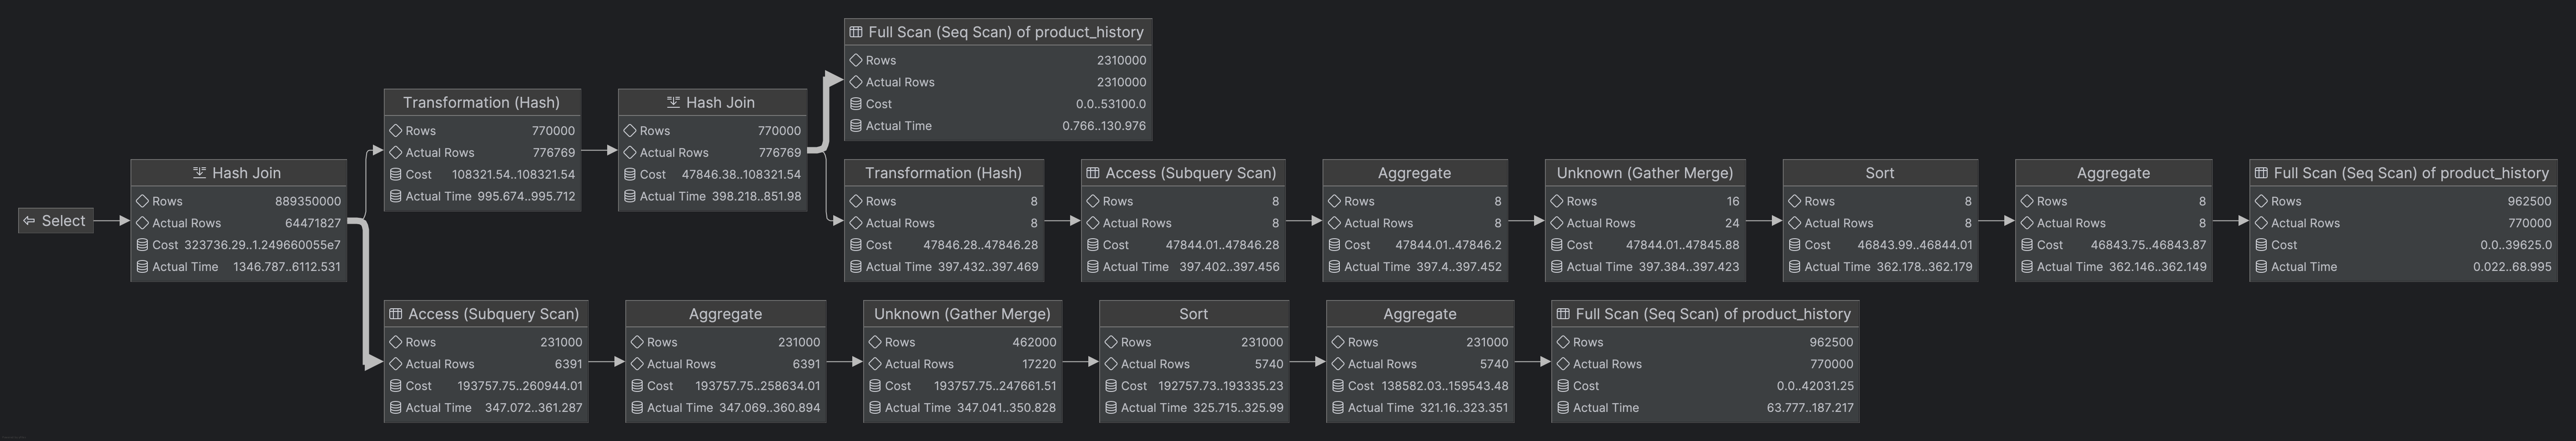 Select
Hash Join
Rows 889350000
Actual Rows 64471827
Cost 323736.29..1.249660055e7
Actual Time 1346.787..6112.531
Transformation (Hash)
Rows 770000
Actual Rows 776769
Cost 108321.54..108321.54
Actual Time 995.674..995.712
Hash Join
Rows 770000
Actual Rows 776769
Cost 47846.38..108321.54
Actual Time 398.218..851.98
Full Scan (Seq Scan) of product_history
Rows 2310000
Actual Rows 2310000
Cost 0.0..53100.0
Actual Time 0.766..130.976
Transformation (Hash)
Rows 8
Actual Rows 8
Cost 47846.28..47846.28
Actual Time 397.432..397.469
Access (Subquery Scan)
Rows 8
Actual Rows 8
Cost 47844.01..47846.28
Actual Time 397.402..397.456
Aggregate
Rows 8
Actual Rows 8
Cost 47844.01..47846.2
Actual Time 397.4..397.452
Unknown (Gather Merge)
Rows 16
Actual Rows 24
Cost 47844.01..47845.88
Actual Time 397.384..397.423
Sort
Rows 8
Actual Rows 8
Cost 46843.99..46844.01
Actual Time 362.178..362.179
Aggregate
Rows 8
Actual Rows 8
Cost 46843.75..46843.87
Actual Time 362.146..362.149
Full Scan (Seq Scan) of product_history
Rows 962500
Actual Rows 770000
Cost 0.0..39625.0
Actual Time 0.022..68.995
Access (Subquery Scan)
Rows 231000
Actual Rows 6391
Cost 193757.75..260944.01
Actual Time 347.072..361.287
Aggregate
Rows 231000
Actual Rows 6391
Cost 193757.75..258634.01
Actual Time 347.069..360.894
Unknown (Gather Merge)
Rows 462000
Actual Rows 17220
Cost 193757.75..247661.51
Actual Time 347.041..350.828
Sort
Rows 231000
Actual Rows 5740
Cost 192757.73..193335.23
Actual Time 325.715..325.99
Aggregate
Rows 231000
Actual Rows 5740
Cost 138582.03..159543.48
Actual Time 321.16..323.351
Full Scan (Seq Scan) of product_history
Rows 962500
Actual Rows 770000
Cost 0.0..42031.25
Actual Time 63.777..187.217